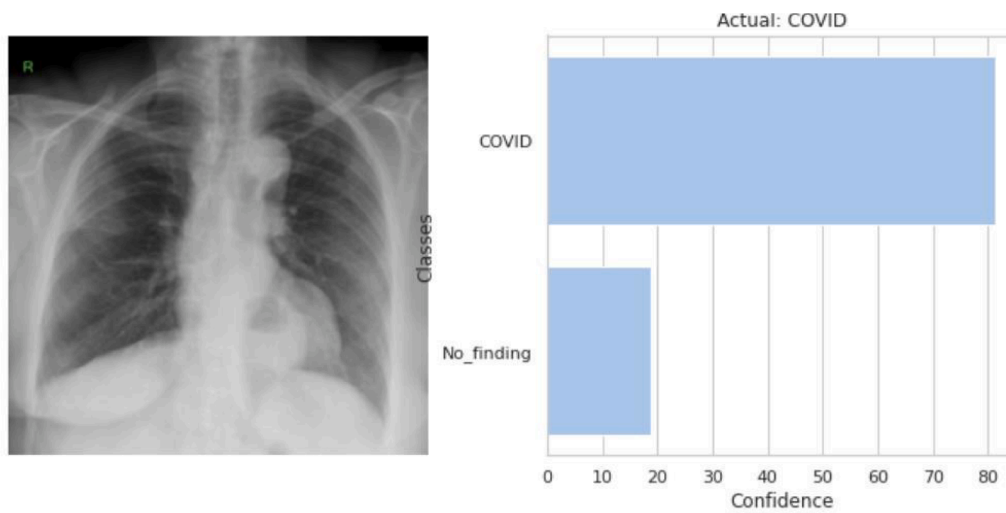 R
Actual: COVID
Classes
COVID
No_finding
0 10 20 30 40 50 60 70 80
Confidence